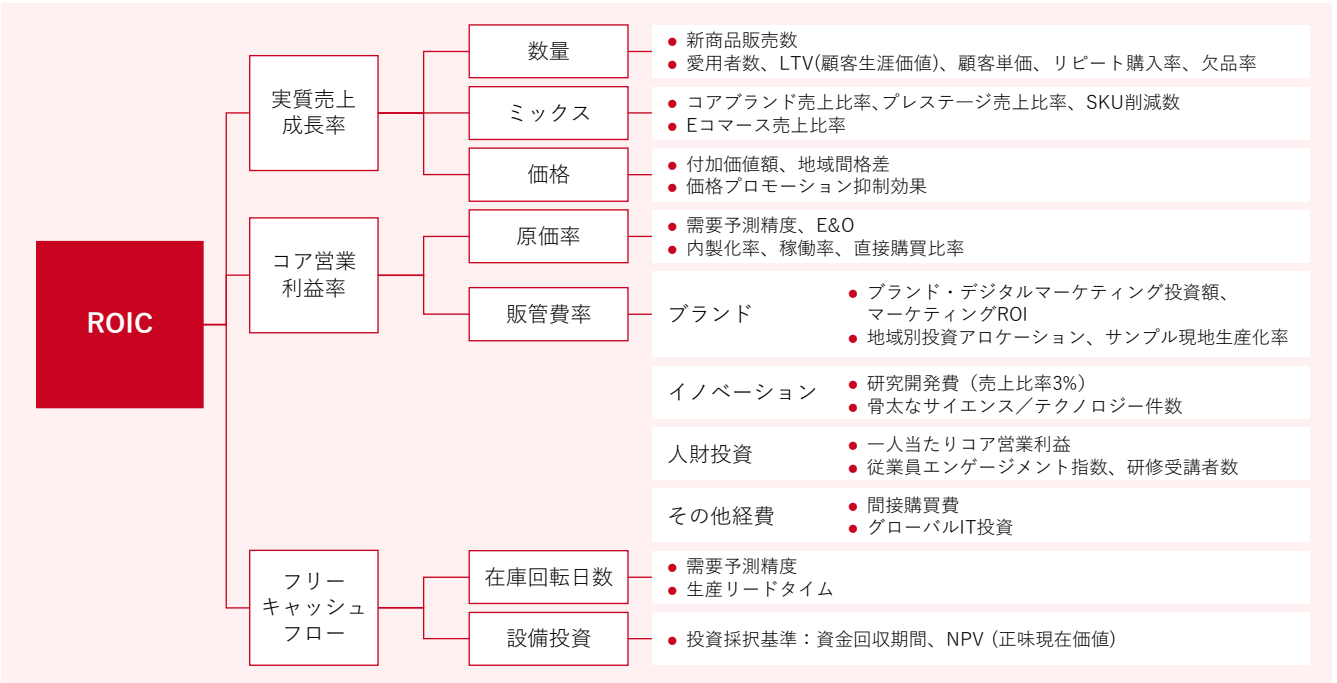 ROIC
実質売上
成長率
数量
● 新商品販売数
● 愛用者数、LTV(顧客生涯価値)、顧客単価、リピート購入率、欠品率
ミックス
● コアブランド売上比率、プレステージ売上比率、SKU削減数
● Eコマース売上比率
価格
● 付加価値額、地域間格差
● 価格プロモーション抑制効果
コア営業
利益率
原価率
● 需要予測精度、E&O
● 内製化率、稼働率、直接購買比率
販管費率
ブランド
● ブランド・デジタルマーケティング投資額、
マーケティングROI
● 地域別投資アロケーション、サンプル現地生産化率
イノベーション
● 研究開発費（売上比率3%）
● 骨太なサイエンス／テクノロジー件数
人財投資
● 一人当たりコア営業利益
● 従業員エンゲージメント指数、研修受講者数
その他経費
● 間接購買費
● グローバルIT投資
フリー
キャッシュ
フロー
在庫回転日数
● 需要予測精度
● 生産リードタイム
設備投資
● 投資採択基準：資金回収期間、NPV (正味現在価値)